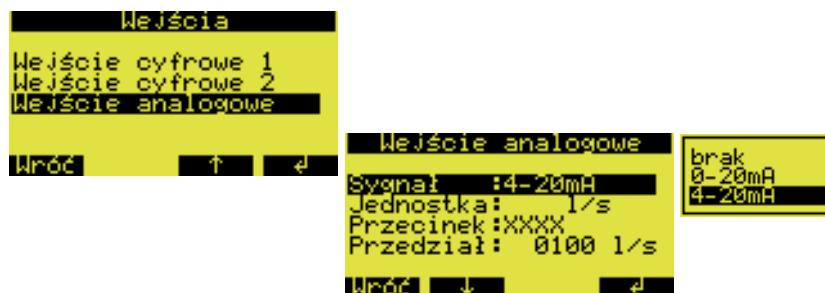 Wejścia
Wejście cyfrowe 1
Wejście cyfrowe 2
Wejście analogowe
Wróć ↑ ↲
Wejście analogowe
Sygnał :4-20mA
Jednostka: l/s
Przecinek:XXXX
Przedział: 0100 l/s
Wróć ↓ ↲
brak
0-20mA
4-20mA